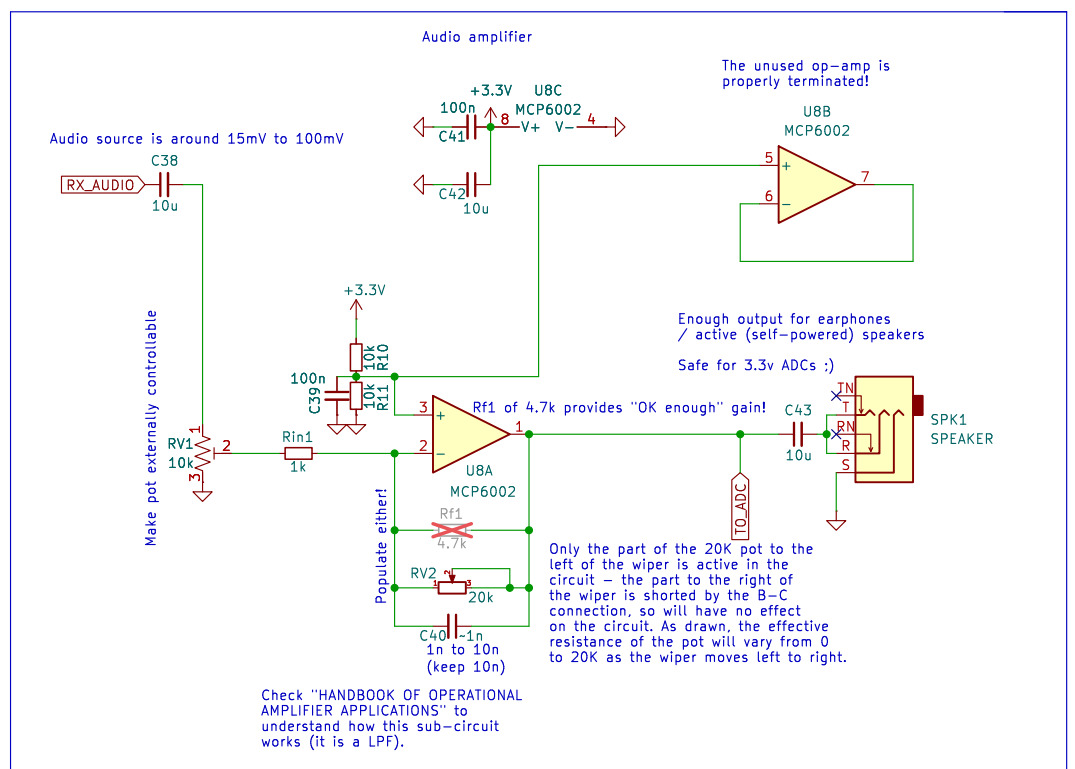 Audio amplifier
The unused op-amp is
properly terminated!
+3.3V
U8C
MCP6002
100n
C41
8
V+
V-
4
U8B
MCP6002
Audio source is around 15mV to 100mV
C38
RX_AUDIO
10u
C42
10u
5
+
6
-
7
+3.3V
Make pot externally controllable
10k
R10
100n
C39
10k
R11
Enough output for earphones
/ active (self-powered) speakers
Safe for 3.3v ADCs ;)
Rf1 of 4.7k provides "OK enough" gain!
3
+
2
-
1
U8A
MCP6002
RV1
10k
1
2
3
Rin1
1k
C43
10u
TN
T
RN
R
S
SPK1
SPEAKER
TO_ADC
Populate either!
Rf1
4.7k
RV2
1
2
3
20k
C40
~1n
1n to 10n
(keep 10n)
Only the part of the 20K pot to the
left of the wiper is active in the
circuit - the part to the right of
the wiper is shorted by the B-C
connection, so will have no effect
on the circuit. As drawn, the effective
resistance of the pot will vary from 0
to 20K as the wiper moves left to right.
Check "HANDBOOK OF OPERATIONAL
AMPLIFIER APPLICATIONS" to
understand how this sub-circuit
works (it is a LPF).